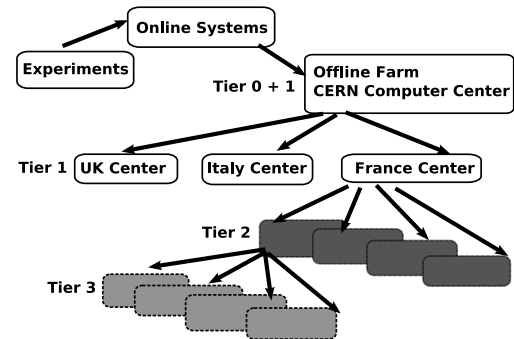 Online Systems
Experiments
Tier 0 + 1
Offline Farm
CERN Computer Center
Tier 1
UK Center
Italy Center
France Center
Tier 2
Tier 3